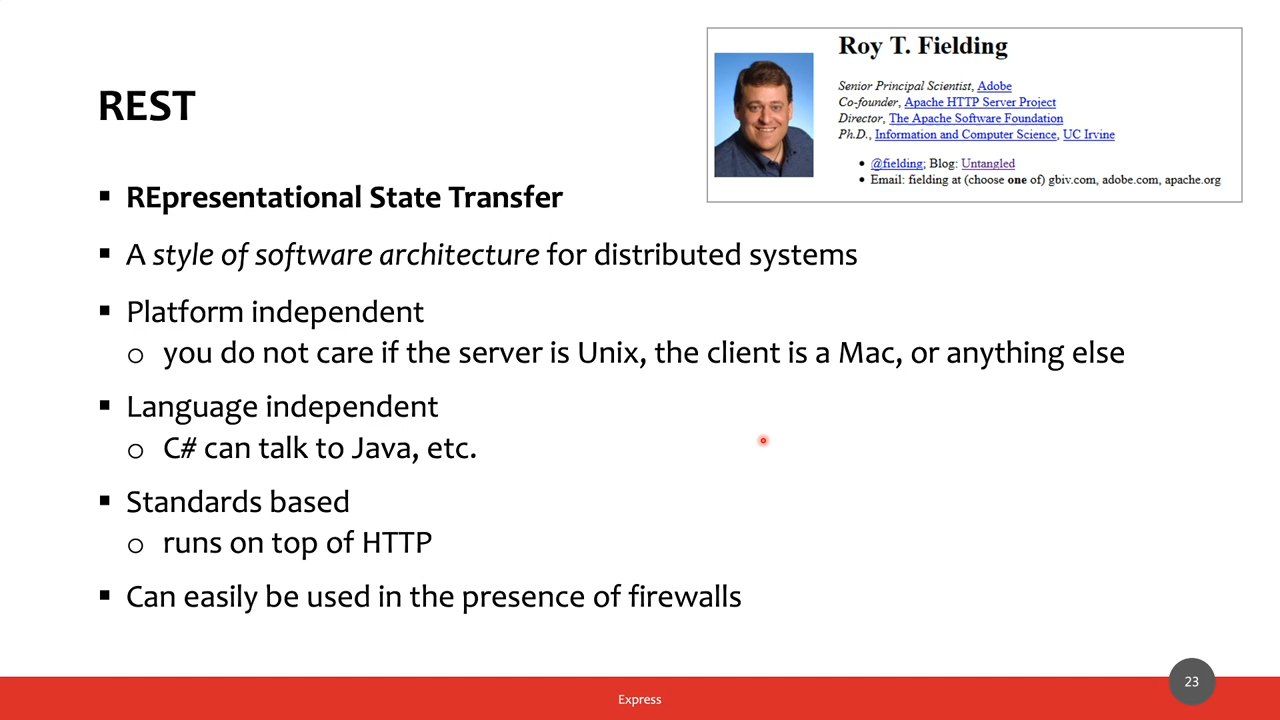 REST
Roy T. Fielding
Senior Principal Scientist, Adobe
Co-founder, Apache HTTP Server Project
Director, The Apache Software Foundation
Ph.D., Information and Computer Science, UC Irvine
• @fielding; Blog: Untangled
• Email: fielding at (choose one of) gbiv.com, adobe.com, apache.org
▪ REpresentational State Transfer
▪ A style of software architecture for distributed systems
▪ Platform independent
o you do not care if the server is Unix, the client is a Mac, or anything else
▪ Language independent
o C# can talk to Java, etc.
▪ Standards based
o runs on top of HTTP
▪ Can easily be used in the presence of firewalls
Express
23